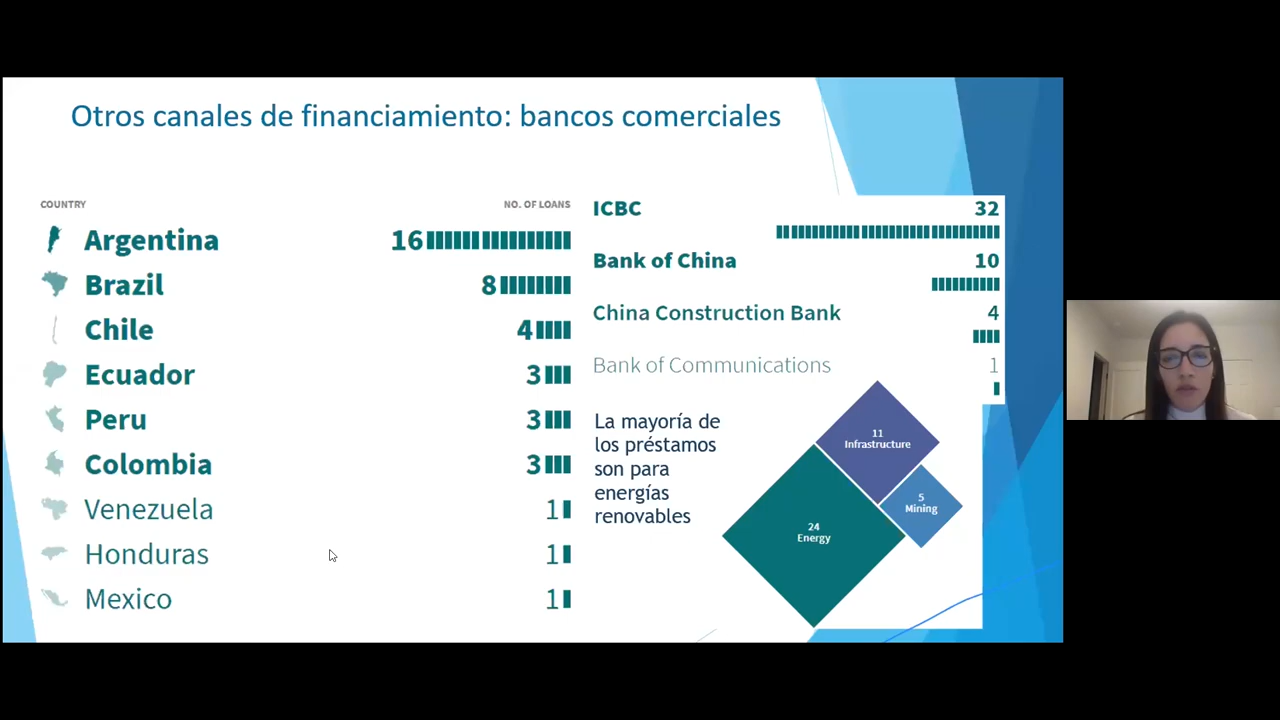 Otros canales de financiamiento: bancos comerciales
COUNTRY NO. OF LOANS
Argentina 16
Brazil 8
Chile 4
Ecuador 3
Peru 3
Colombia 3
Venezuela 1
Honduras 1
Mexico 1
ICBC 32
Bank of China 10
China Construction Bank 4
Bank of Communications 1
La mayoría de
los préstamos
son para
energías
renovables
11
Infrastructure
5
Mining
24
Energy